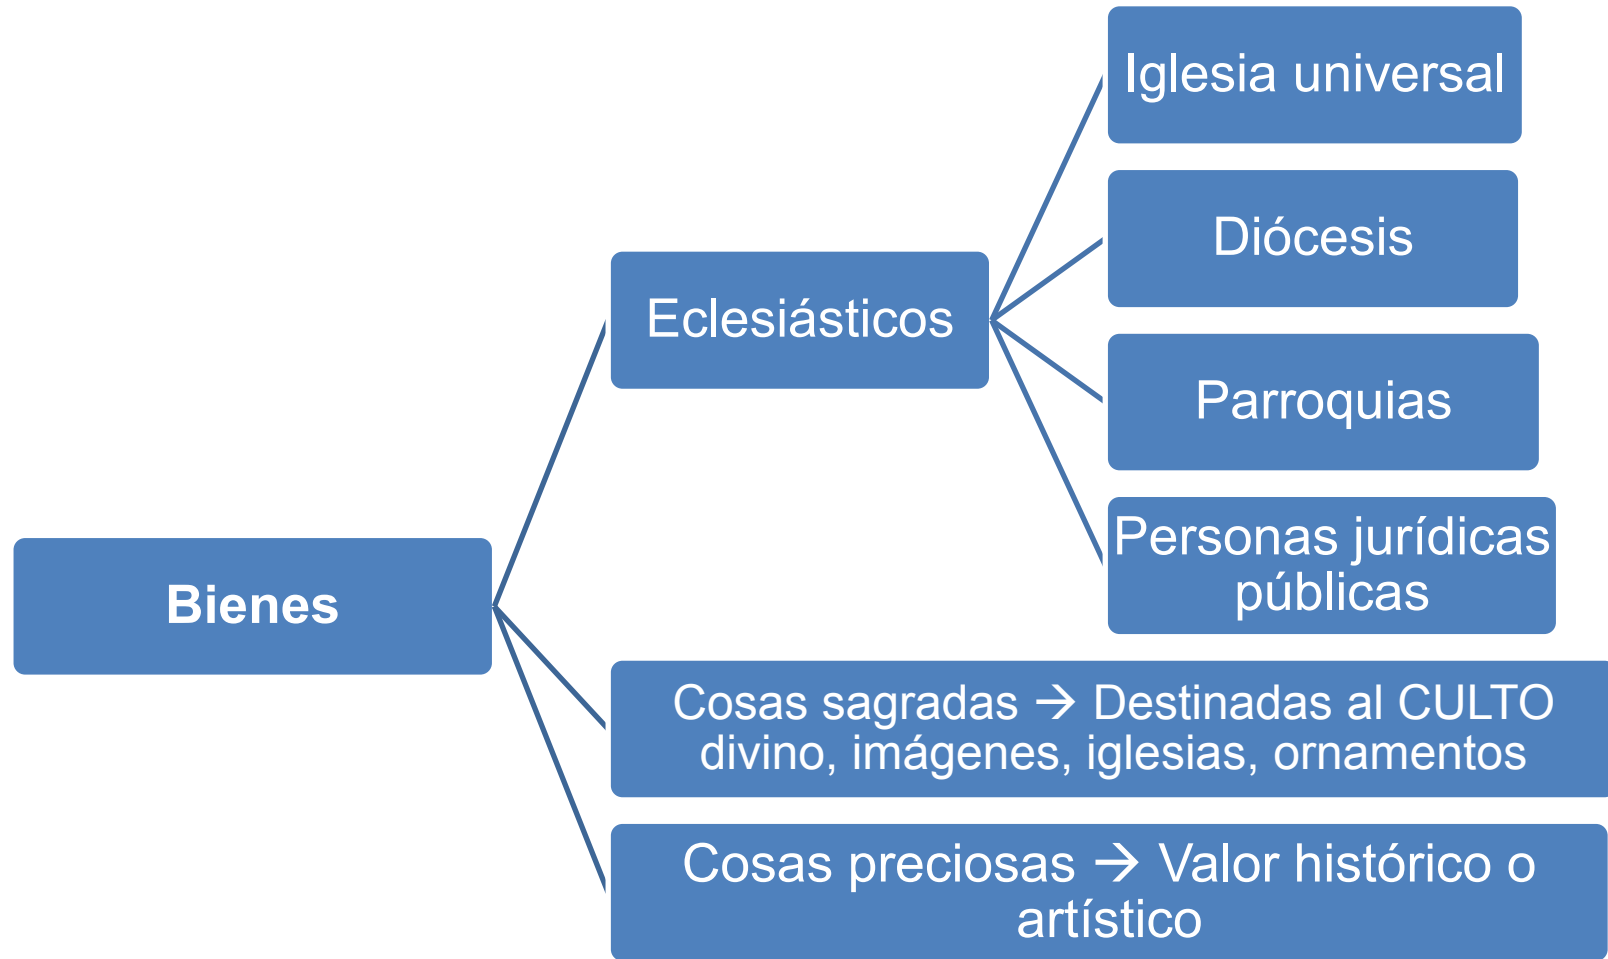 Iglesia universal
Diócesis
Eclesiásticos
Parroquias
Personas jurídicas
públicas
Bienes
Cosas sagradas → Destinadas al CULTO
divino, imágenes, iglesias, ornamentos
Cosas preciosas → Valor histórico o
artístico